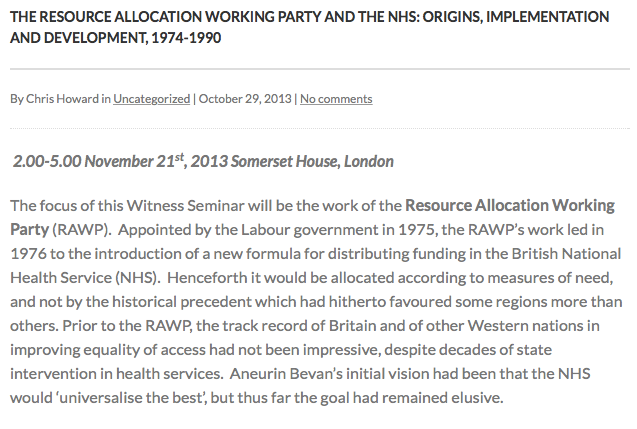 THE RESOURCE ALLOCATION WORKING PARTY AND THE NHS: ORIGINS, IMPLEMENTATION
AND DEVELOPMENT, 1974-1990
By Chris Howard in Uncategorized | October 29, 2013 | No comments
2.00-5.00 November 21st, 2013 Somerset House, London
The focus of this Witness Seminar will be the work of the Resource Allocation Working
Party (RAWP).  Appointed by the Labour government in 1975, the RAWP's work led in
1976 to the introduction of a new formula for distributing funding in the British National
Health Service (NHS).  Henceforth it would be allocated according to measures of need,
and not by the historical precedent which had hitherto favoured some regions more than
others. Prior to the RAWP, the track record of Britain and of other Western nations in
improving equality of access had not been impressive, despite decades of state
intervention in health services.  Aneurin Bevan's initial vision had been that the NHS
would 'universalise the best', but thus far the goal had remained elusive.